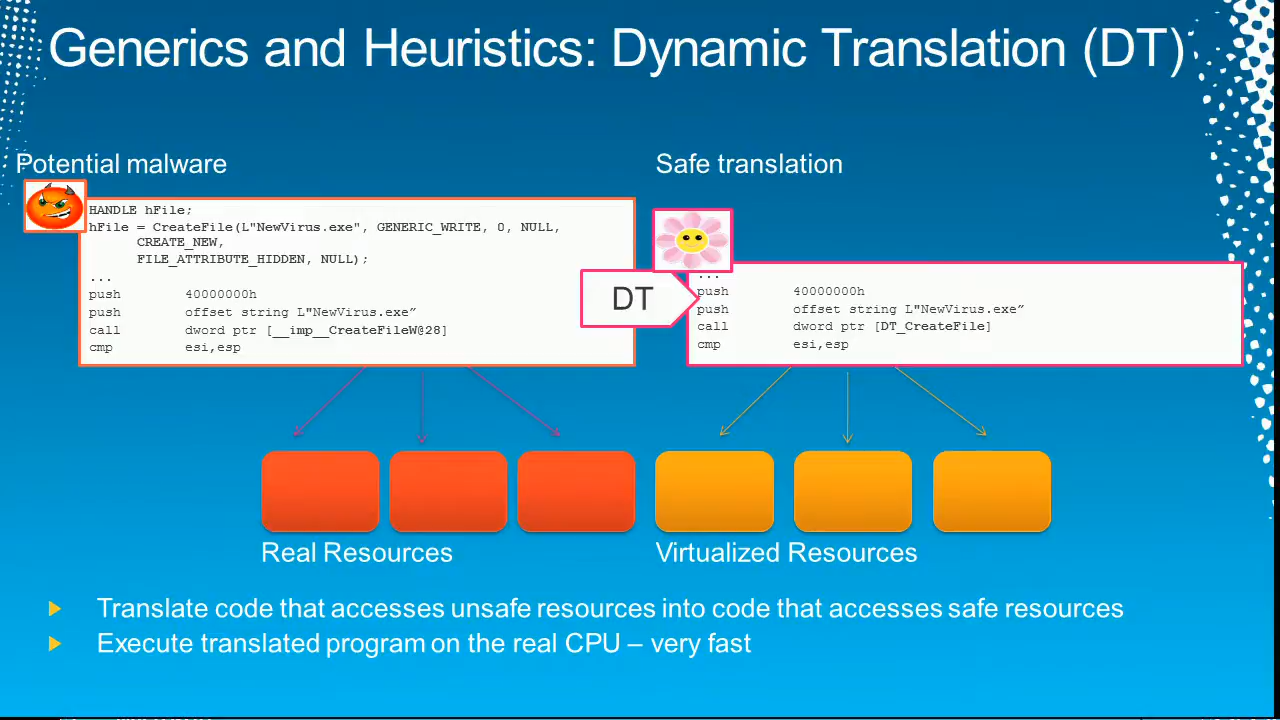 Generics and Heuristics: Dynamic Translation (DT)
Potential malware
HANDLE hFile;
hFile = CreateFile(L"NewVirus.exe", GENERIC_WRITE, 0, NULL,
CREATE_NEW,
FILE_ATTRIBUTE_HIDDEN, NULL);
...
push 40000000h
push offset string L"NewVirus.exe”
call dword ptr [__imp__CreateFileW@28]
cmp esi,esp
DT
Safe translation
...
push 40000000h
push offset string L"NewVirus.exe”
call dword ptr [DT_CreateFile]
cmp esi,esp
Real Resources
Virtualized Resources
Translate code that accesses unsafe resources into code that accesses safe resources
Execute translated program on the real CPU – very fast